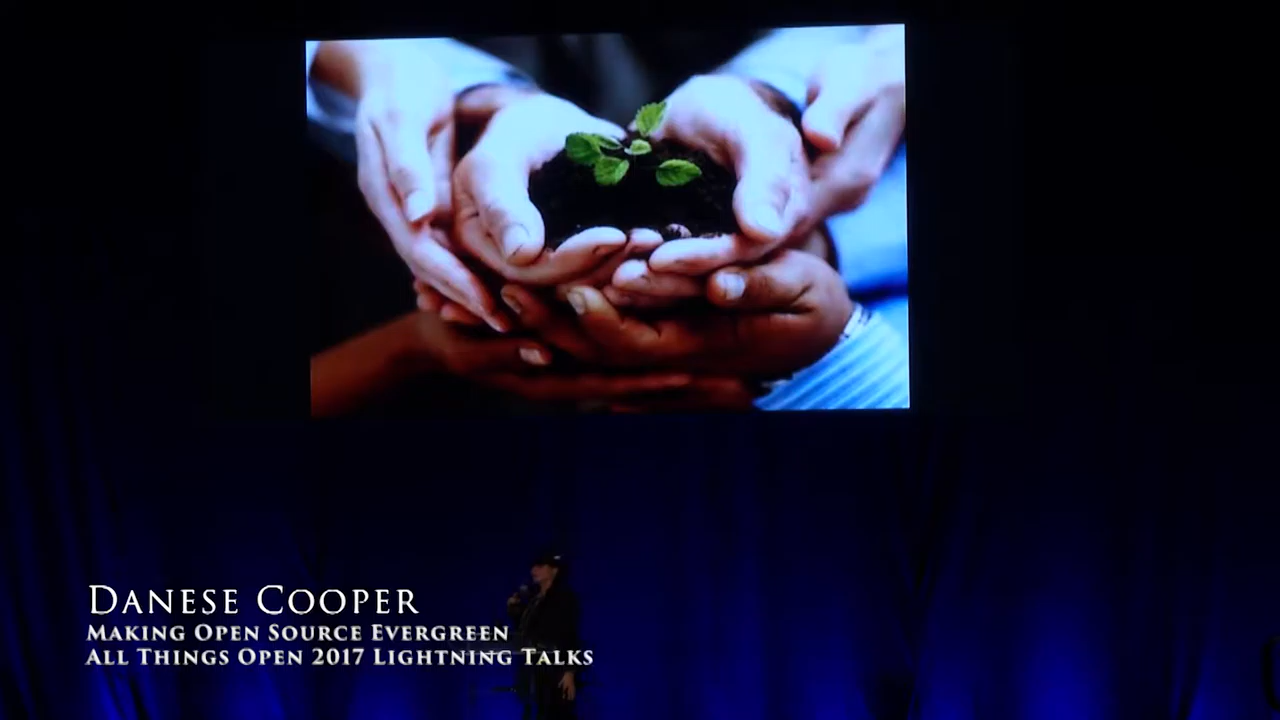 Danese Cooper
Making Open Source Evergreen
All Things Open 2017 Lightning Talks